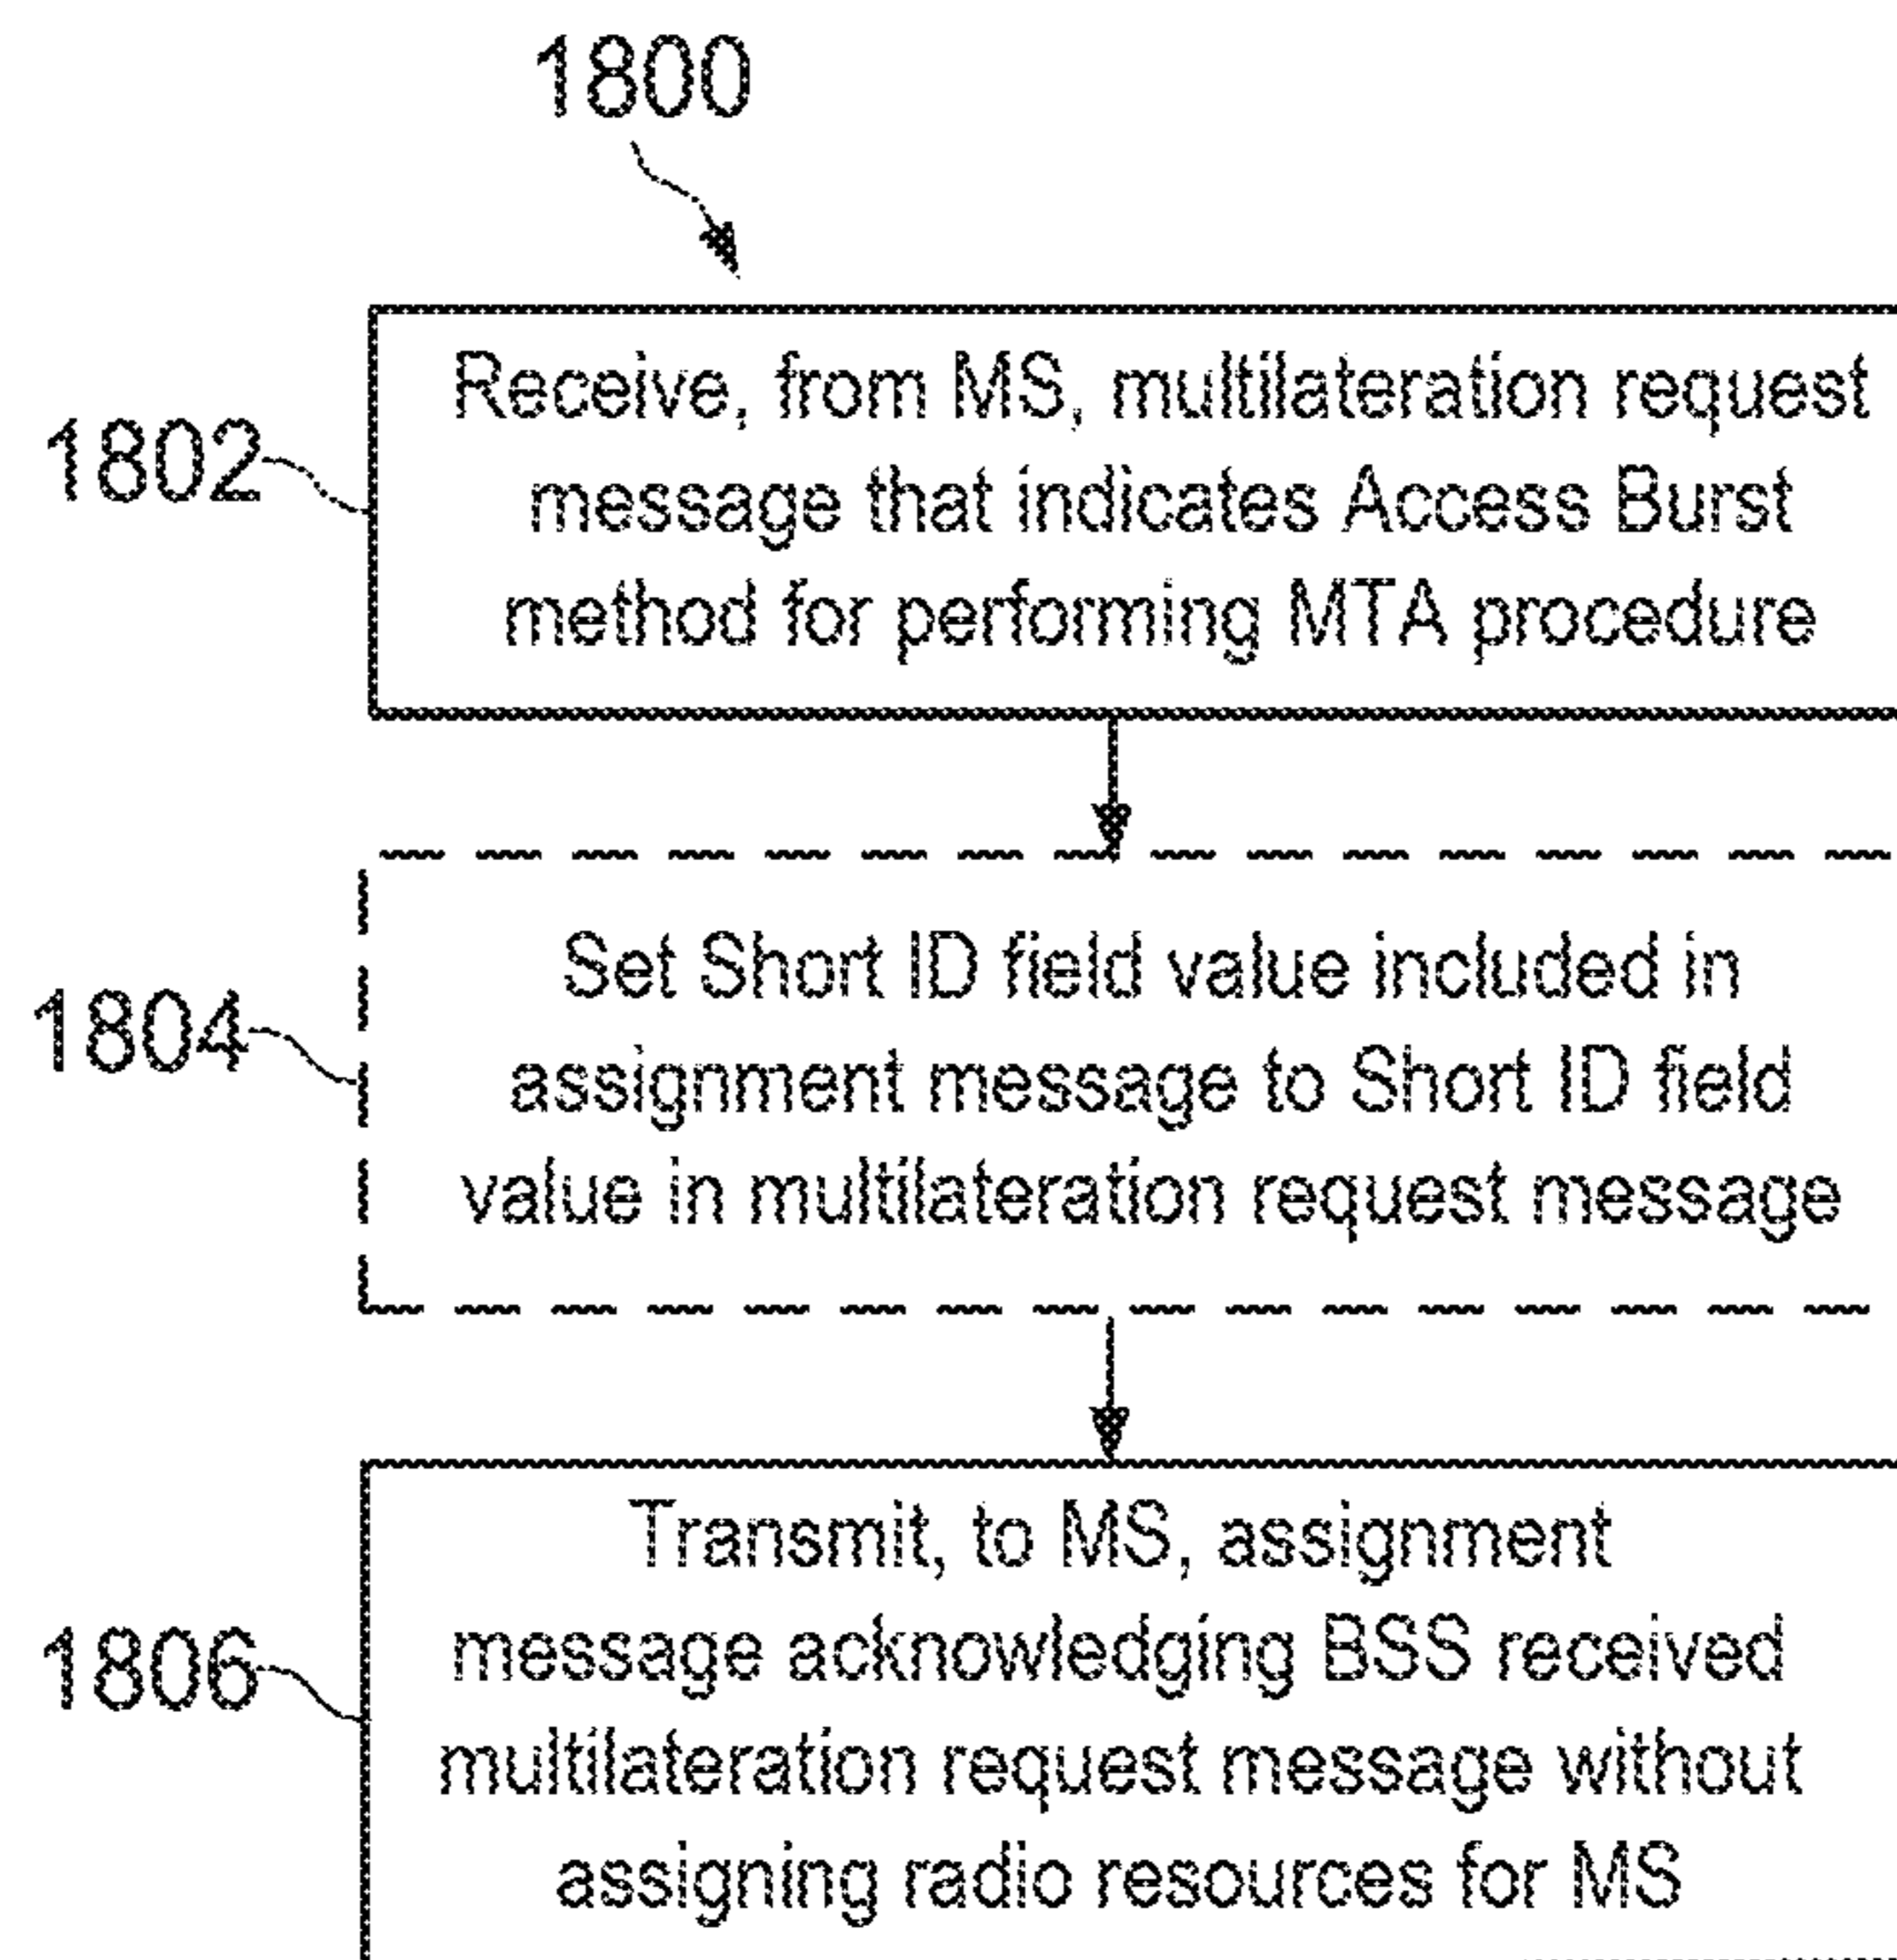 1800
1802
Receive, from MS, multilateration request
message that indicates Access Burst
method for performing MTA procedure
1804
Set Short ID field value included in
assignment message to Short ID field
value in multilateration request message
1806
Transmit, to MS, assignment
message acknowledging BSS received
multilateration request message without
assigning radio resources for MS